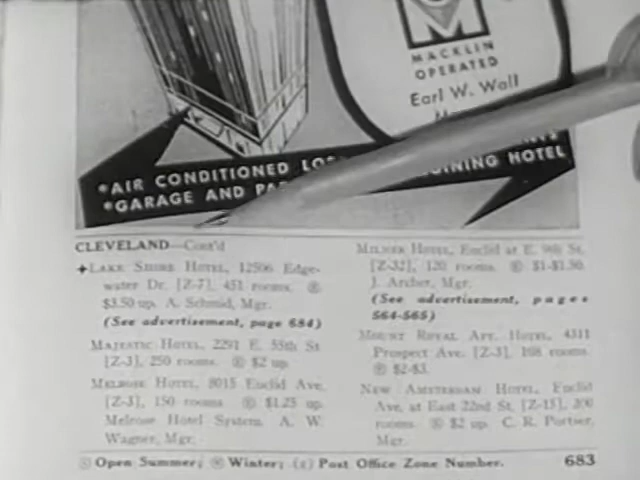 M
MACKLIN
OPERATED
Earl W. Wall
*AIR CONDITIONED ADJOINING HOTEL
*GARAGE AND
CLEVELAND—Cont'd
✦LAKE SHORE HOTEL, 12506 Edge-
water Dr. [Z-7], 451 rooms. Ⓔ
$3.50 up. A. Schmid, Mgr.
(See advertisement, page 684)
MAJESTIC HOTEL, 2291 E. 55th St.
[Z-3], 250 rooms. Ⓔ $2 up.
MELROSE HOTEL, 8015 Euclid Ave.
[Z-3], 150 rooms. Ⓔ $1.25 up.
Melrose Hotel System. A. W.
Wagner, Mgr.
MILNER HOTEL, Euclid at E. 9th St.
[Z-32], 120 rooms. Ⓔ $1-$1.50.
J. Archer, Mgr.
(See advertisement, pages
564-565)
MOUNT ROYAL APT. HOTEL, 4311
Prospect Ave. [Z-3], 108 rooms.
Ⓔ $2-$3.
NEW AMSTERDAM HOTEL, Euclid
Ave. at East 22nd St. [Z-15], 200
rooms. Ⓔ $2 up. C. R. Portier,
Mgr.
Open Summer; Winter; (z) Post Office Zone Number. 683